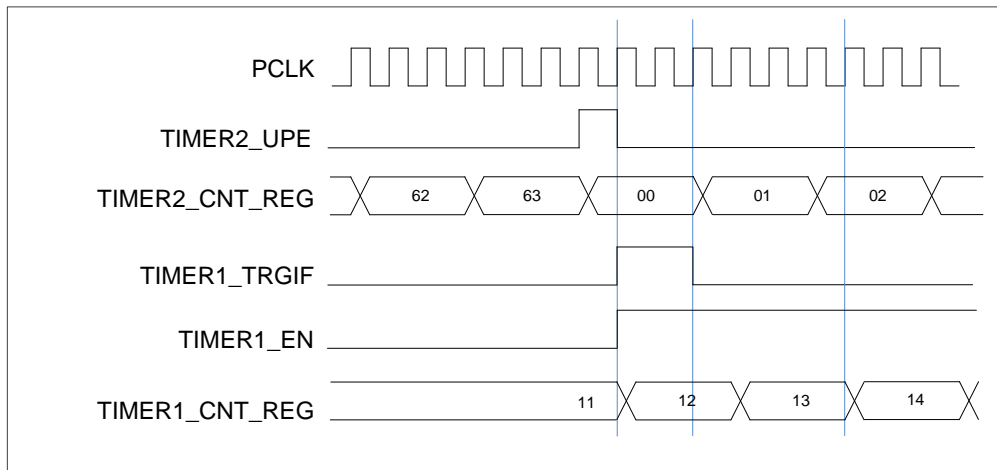 PCLK
TIMER2_UPE
TIMER2_CNT_REG 62 63 00 01 02
TIMER1_TRGIF
TIMER1_EN
TIMER1_CNT_REG 11 12 13 14